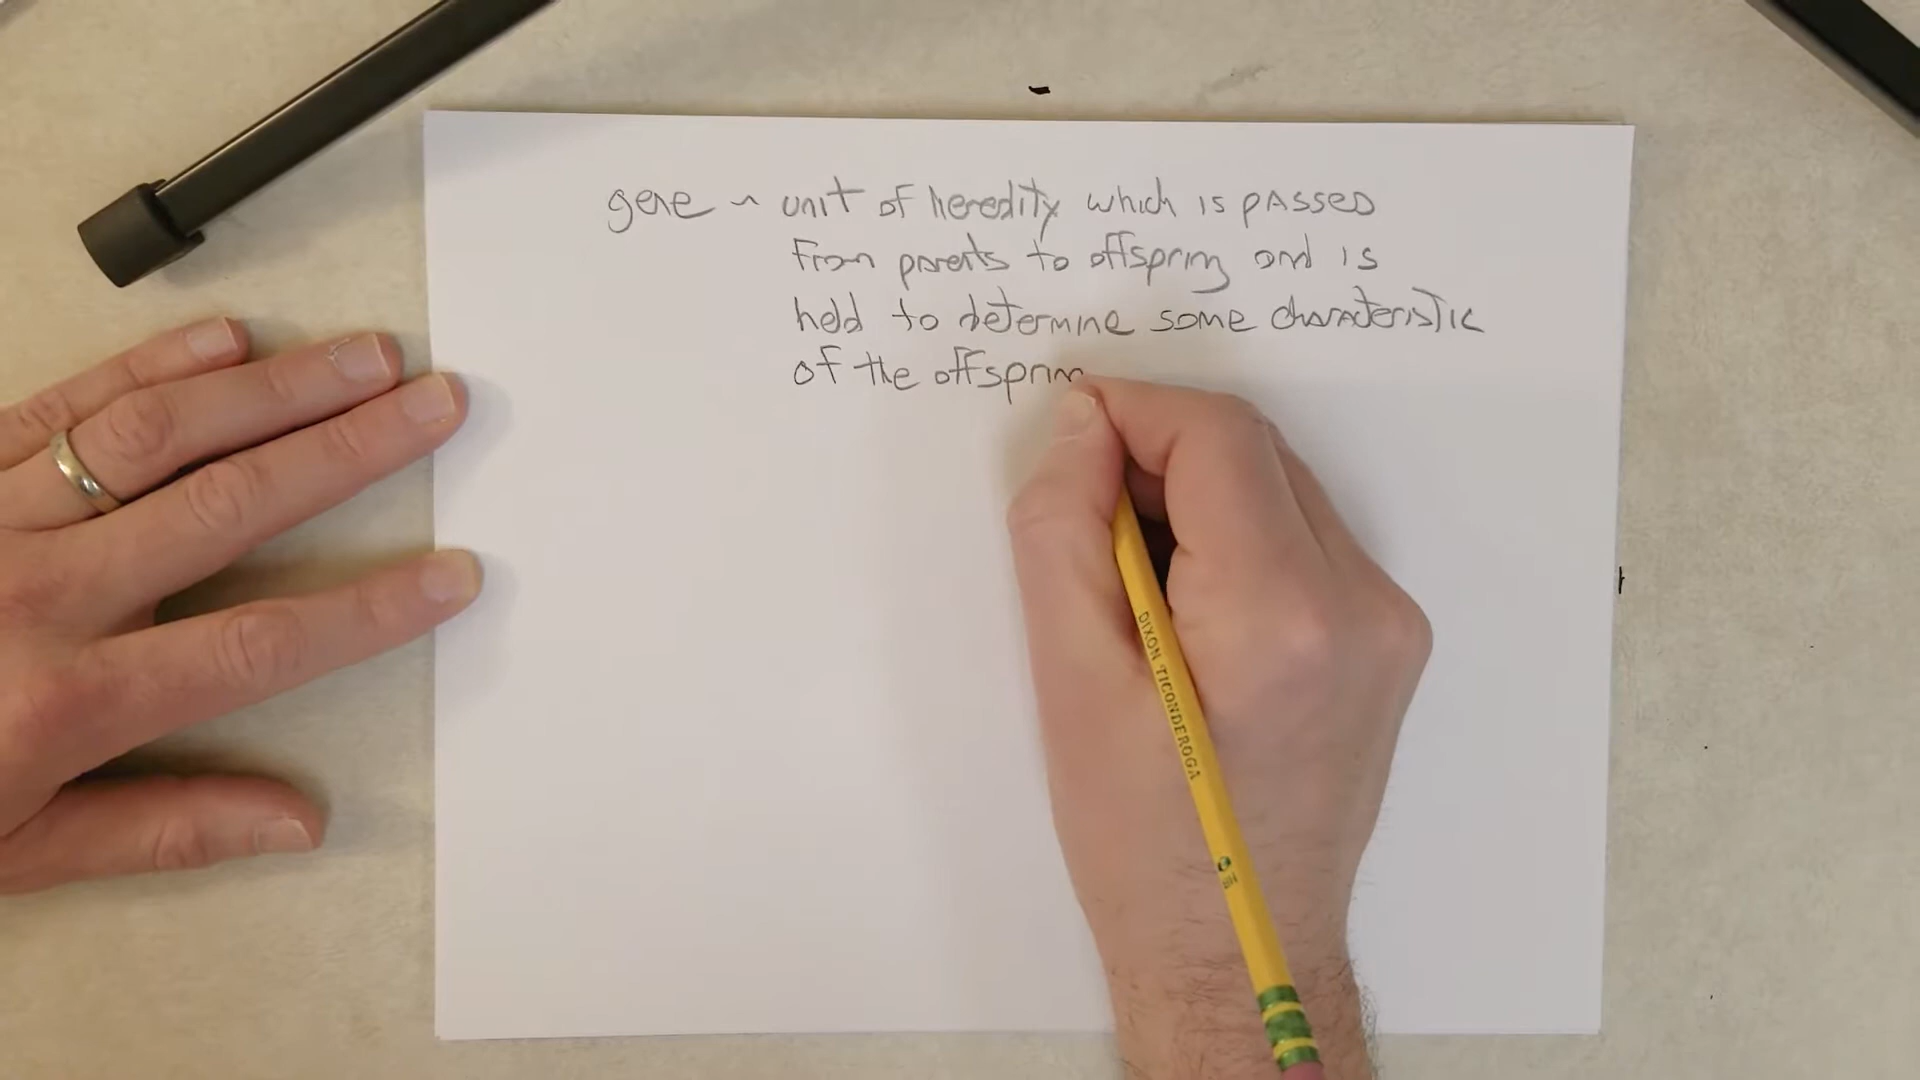 gene ~ unit of heredity which is passed
from parents to offspring and is
held to determine some characteristic
of the offsprin
DIXON TICONDEROGA